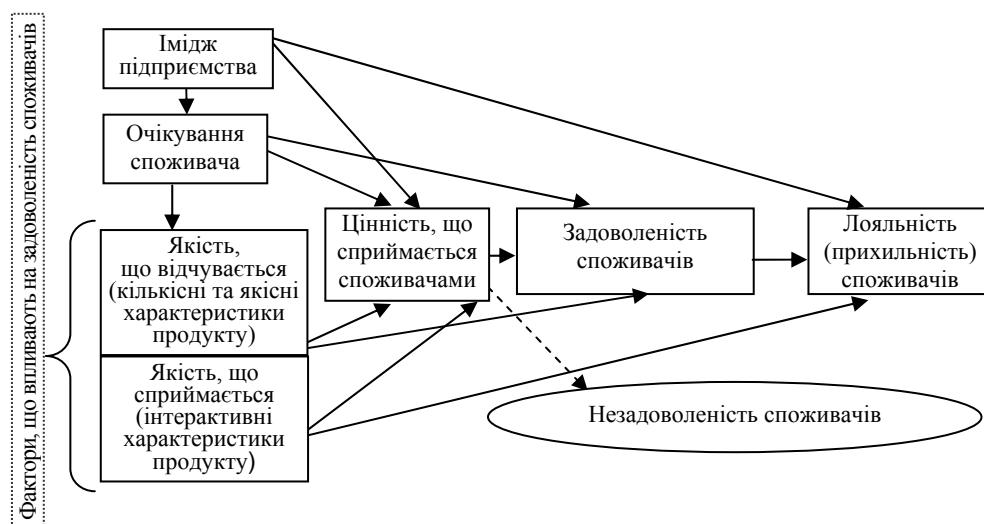 Фактори, що впливають на задоволеність споживачів
Імідж
підприємства
Очікування
споживача
Якість,
що відчувається
(кількісні та якісні
характеристики
продукту)
Якість, що
сприймається
(інтерактивні
характеристики
продукту)
Цінність, що
сприймається
споживачами
Задоволеність
споживачів
Лояльність
(прихильність)
споживачів
Незадоволеність споживачів